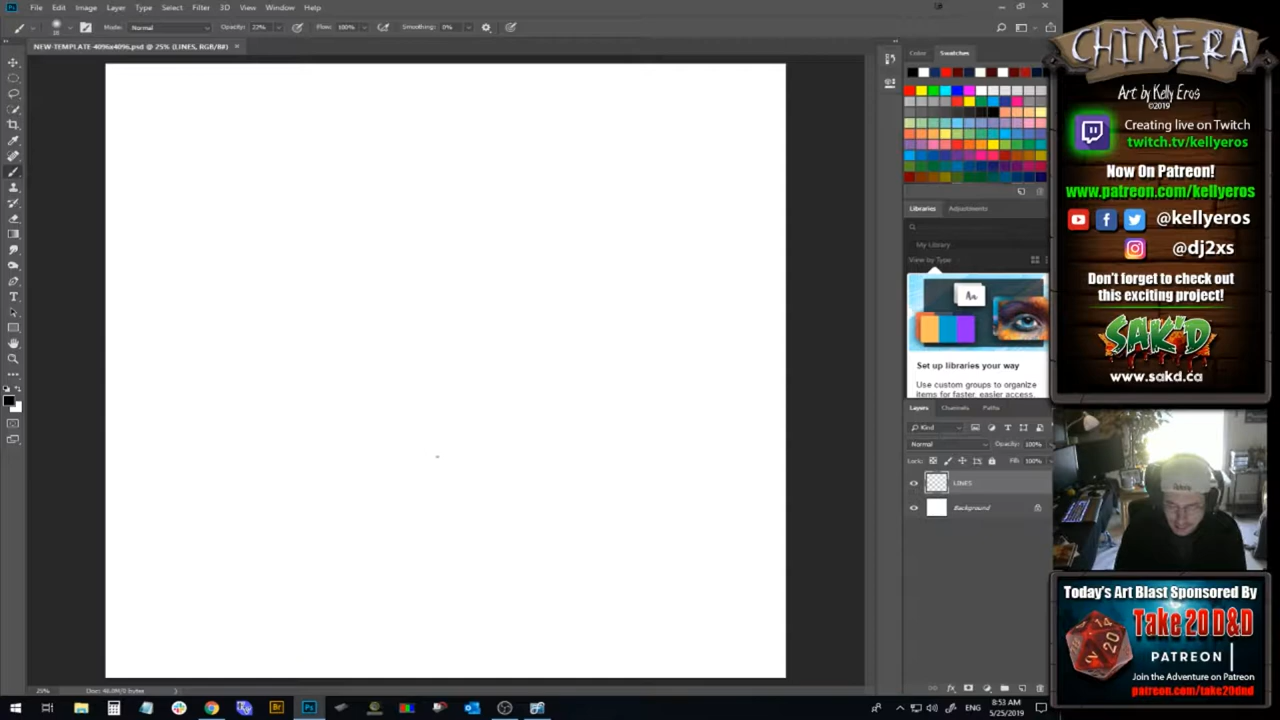 File Edit Image Layer Type Select Filter 3D View Window Help
Mode: Normal Opacity: 22% Flow: 100% Smoothing: 0%
NEW-TEMPLATE-4096x4096.psd @ 25% (LINES, RGB/8#)
Color Swatches
Libraries Adjustments
My Library
View by Type
Aa
Set up libraries your way
Use custom groups to organize
items for faster, easier access.
Layers Channels Paths
Kind
Normal Opacity: 100%
Lock: Fill: 100%
LINES
Background
25% Doc: 48.0M/0 bytes
Ps
Br
Ps
ENG
8:53 AM
5/25/2019
CHIMERA
Art by Kelly Eros
©2019
Creating live on Twitch
twitch.tv/kellyeros
Now On Patreon!
www.patreon.com/kellyeros
@kellyeros
@dj2xs
Don't forget to check out
this exciting project!
SAK'D
www.sakd.ca
Today's Art Blast Sponsored By
Take 20 D&D
PATREON
Join the Adventure on Patreon
patreon.com/take20dnd
14
20